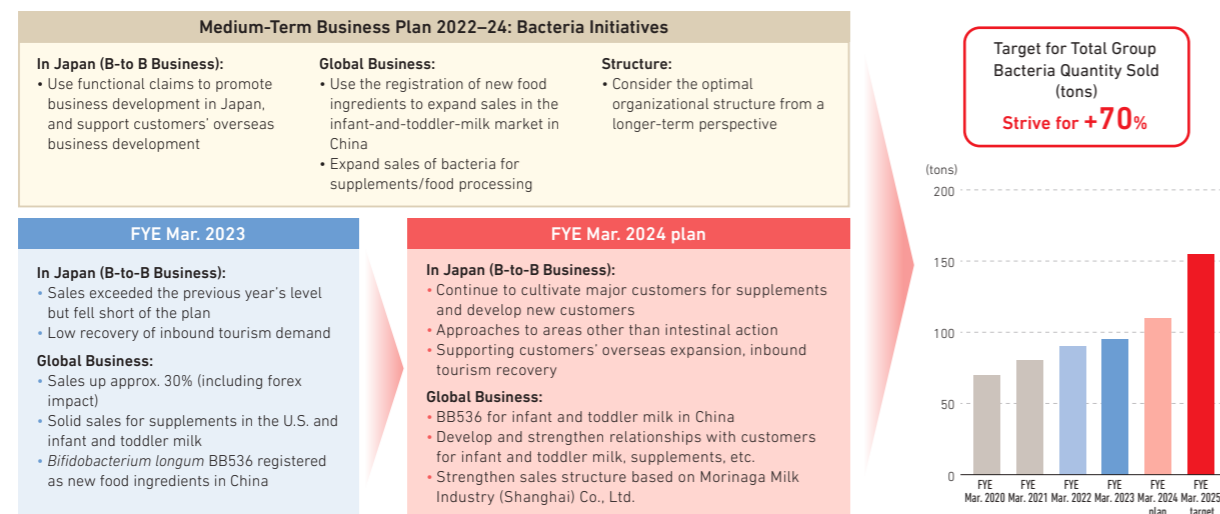 Medium-Term Business Plan 2022–24: Bacteria Initiatives
In Japan (B-to B Business):
• Use functional claims to promote
business development in Japan,
and support customers' overseas
business development
Global Business:
• Use the registration of new food
ingredients to expand sales in the
infant-and-toddler-milk market in
China
• Expand sales of bacteria for
supplements/food processing
Structure:
• Consider the optimal
organizational structure from a
longer-term perspective
FYE Mar. 2023
In Japan (B-to-B Business):
• Sales exceeded the previous year's level
but fell short of the plan
• Low recovery of inbound tourism demand
Global Business:
• Sales up approx. 30% (including forex
impact)
• Solid sales for supplements in the U.S. and
infant and toddler milk
• Bifidobacterium longum BB536 registered
as new food ingredients in China
FYE Mar. 2024 plan
In Japan (B-to-B Business):
• Continue to cultivate major customers for supplements
and develop new customers
• Approaches to areas other than intestinal action
• Supporting customers' overseas expansion, inbound
tourism recovery
Global Business:
• BB536 for infant and toddler milk in China
• Develop and strengthen relationships with customers
for infant and toddler milk, supplements, etc.
• Strengthen sales structure based on Morinaga Milk
Industry (Shanghai) Co., Ltd.
Target for Total Group
Bacteria Quantity Sold
(tons)
Strive for +70%
(tons)
200
150
100
50
0
FYE FYE FYE FYE FYE FYE
Mar. 2020 Mar. 2021 Mar. 2022 Mar. 2023 Mar. 2024 Mar. 2025
plan target